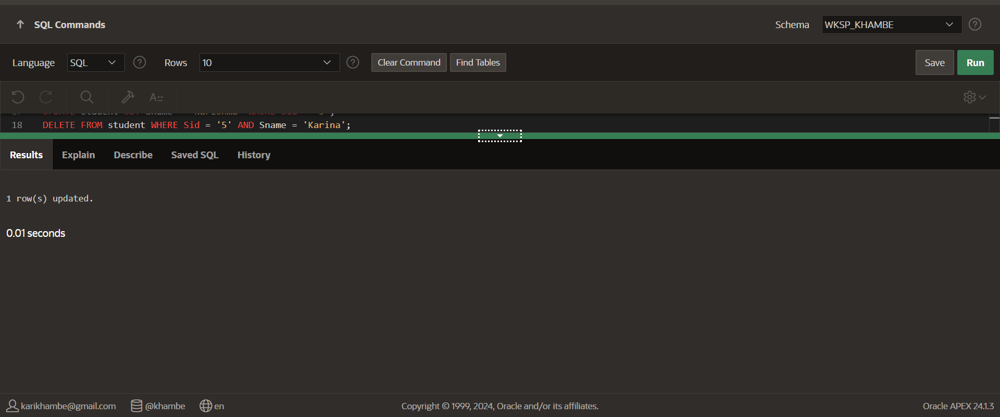 SQL Commands
Schema WKSP_KHAMBE ?
Language SQL ? Rows 10 ? Clear Command Find Tables Save Run
A
18 DELETE FROM student WHERE Sid = '5' AND Sname = 'Karina';
Results Explain Describe Saved SQL History
1 row(s) updated.
0.01 seconds
karikhambe@gmail.com @khambe en Copyright © 1999, 2024, Oracle and/or its affiliates. Oracle APEX 24.1.3